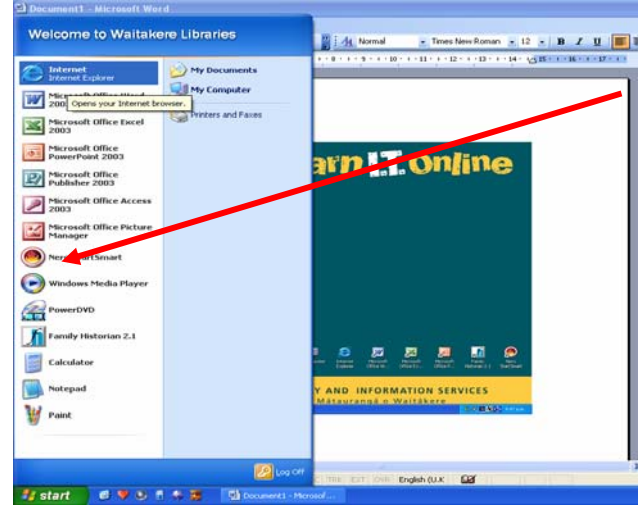 Document1 - Microsoft Word
Welcome to Waitakere Libraries
Normal
Times New Roman
12
B I U
Internet
Internet Explorer
Opens your Internet browser.
Microsoft Office Excel
2003
Microsoft Office
PowerPoint 2003
Microsoft Office
Publisher 2003
Microsoft Office Access
2003
Microsoft Office Picture
Manager
Windows Media Player
PowerDVD
Family Historian 2.1
Calculator
Notepad
Paint
My Documents
My Computer
Printers and Faxes
Log Off
arn I.T. Online
Y AND INFORMATION SERVICES
Mātauranga o Waitākere
English (U.K
start
Document1 - Microsof...